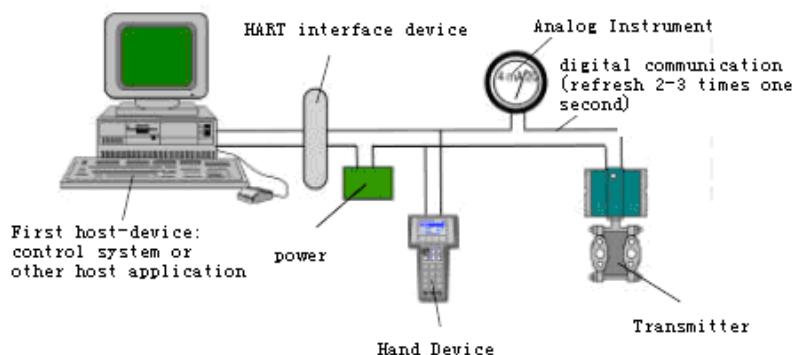 HART interface device
Analog Instrument
digital communication
(refresh 2-3 times one
second)
First host-device:
control system or
other host application
power
Hand Device
Transmitter